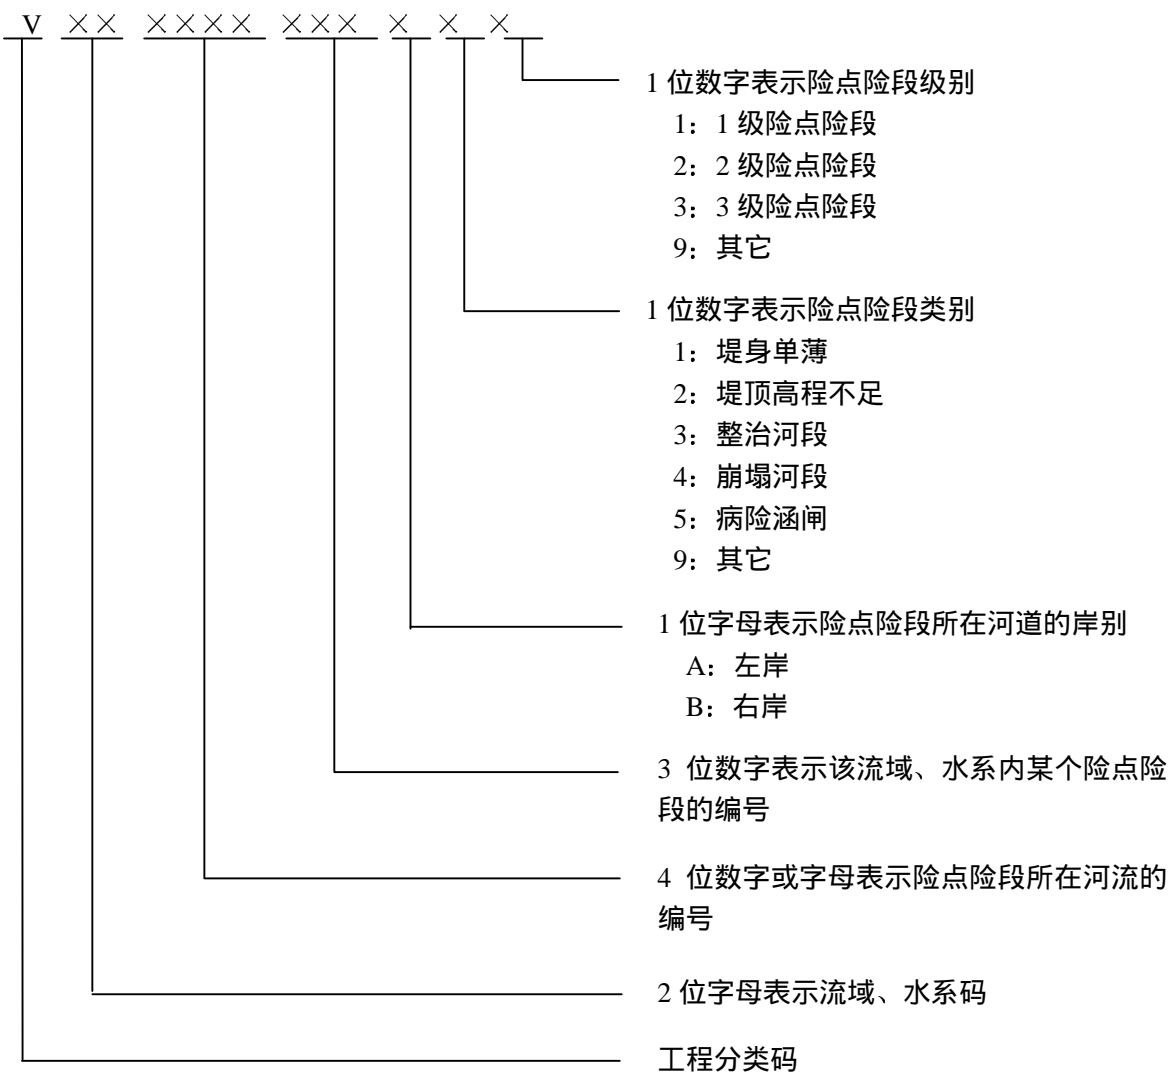 V ×× ×××× ××× × × ×
1 位数字表示险点险段级别
1：1 级险点险段
2：2 级险点险段
3：3 级险点险段
9：其它
1 位数字表示险点险段类别
1：堤身单薄
2：堤顶高程不足
3：整治河段
4：崩塌河段
5：病险涵闸
9：其它
1 位字母表示险点险段所在河道的岸别
A：左岸
B：右岸
3 位数字表示该流域、水系内某个险点险
段的编号
4 位数字或字母表示险点险段所在河流的
编号
2 位字母表示流域、水系码
工程分类码